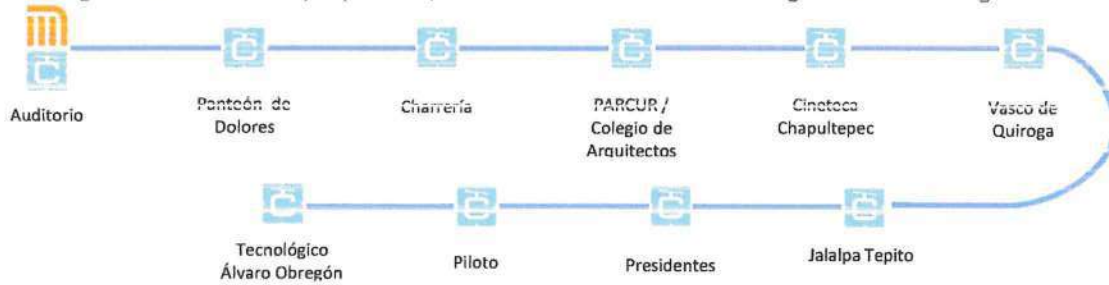 Auditorio
Panteón de
Dolores
Charrería
PARCUR /
Colegio de
Arquitectos
Cineteca
Chapultepec
Vasco de
Quiroga
Tecnológico
Álvaro Obregón
Piloto
Presidentes
Jalalpa Tepito